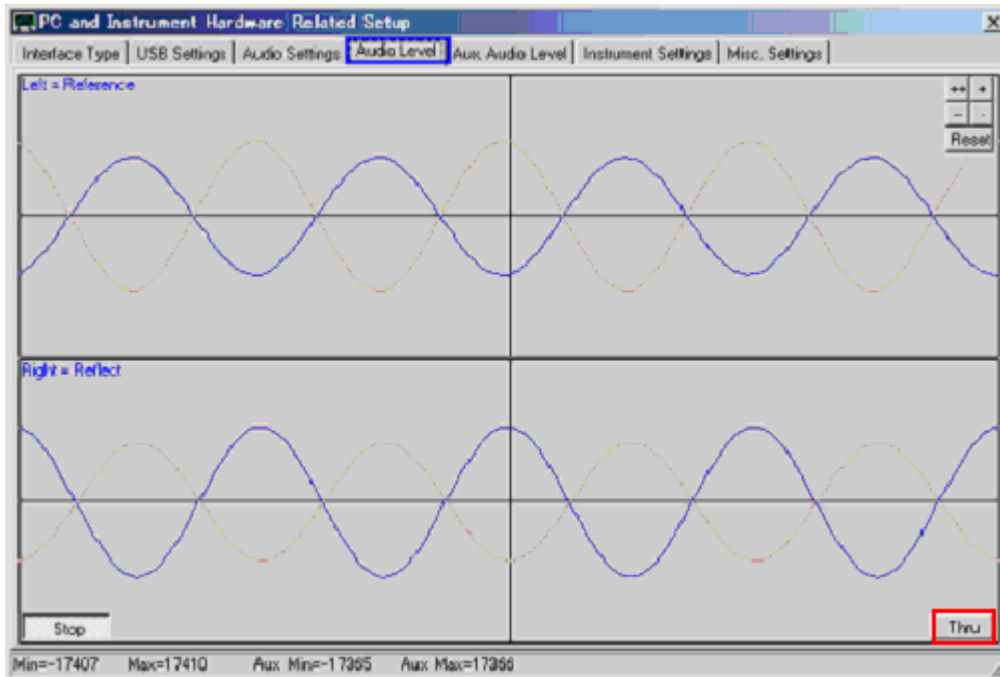 PC and Instrument Hardware Related Setup
Interface Type USB Settings Audio Settings Audio Level Aux. Audio Level Instrument Settings Misc. Settings
Left = Reference
++ +
-- -
Reset
Right = Reflect
Stop
Thru
Min=-17407 Max=17410 Aux Min=-17365 Aux Max=17366